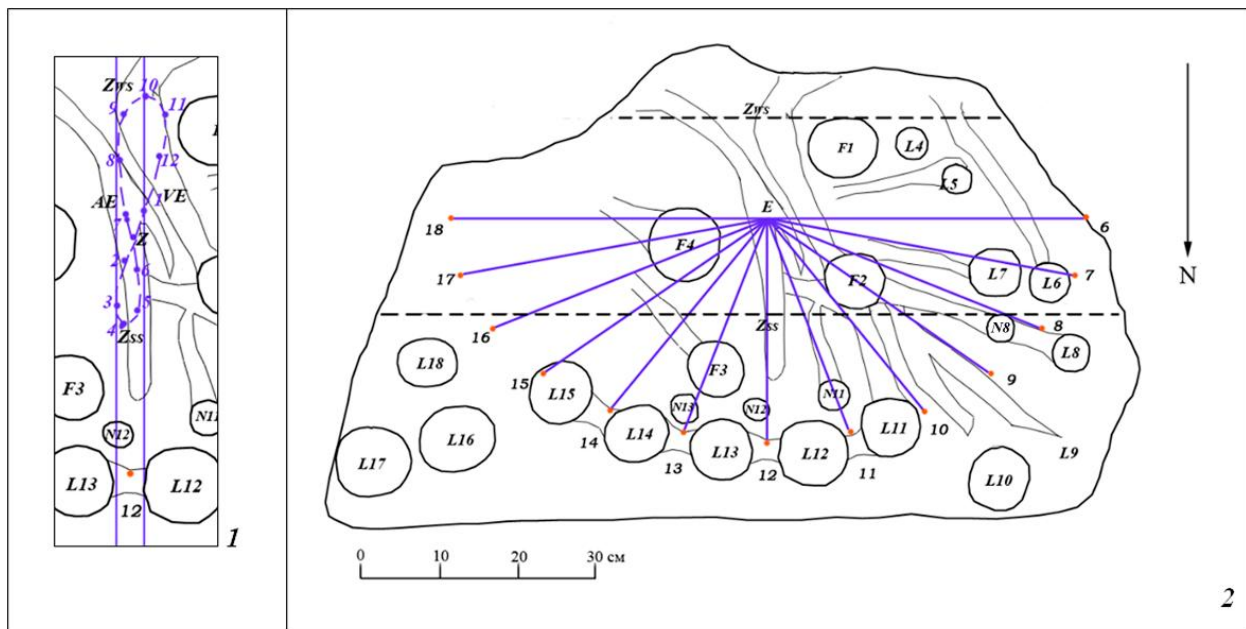 Zws 10
9 11
8 12
AE 1 VE
7 Z
2 6
3 5
4
Zss
F3
N11
N12
L13 L12
12
1
Zws
F1 L4
L5
E
18 6
F4
17 F2 L7 L6 7
N
16 Zss N8 8
L18 F3 L8
15 L15 9
N13 N12 N11
14 L14 L11 10
L16 L13 L12 L9
L17 13 12 11
L10
0 10 20 30 см
2